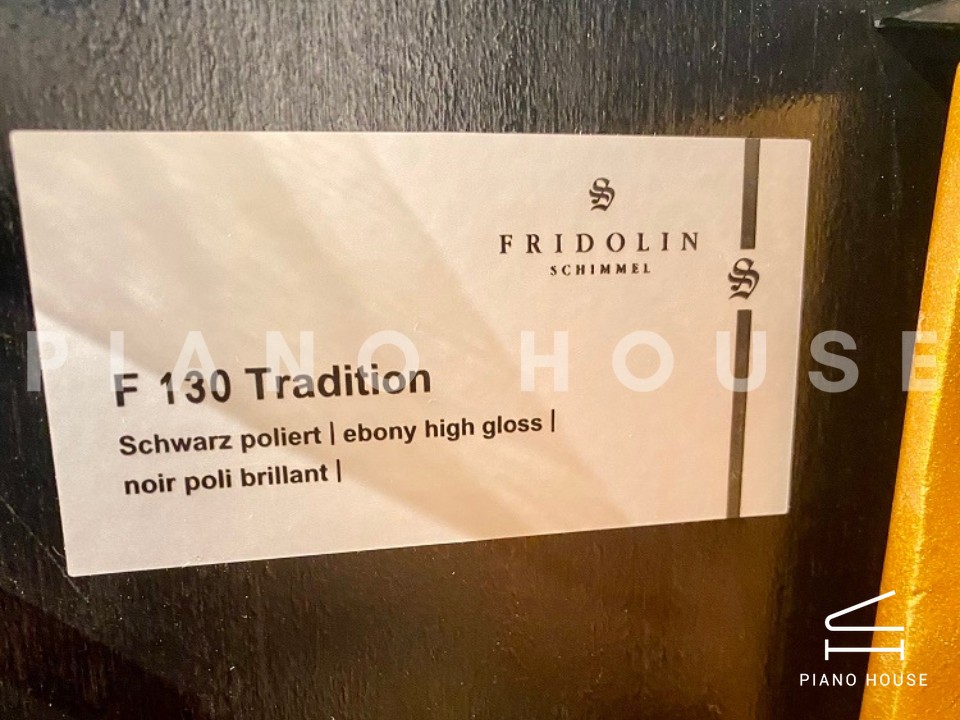 S
FRIDOLIN
SCHIMMEL
S
PIANO HOUSE
F 130 Tradition
Schwarz poliert | ebony high gloss |
noir poli brillant |
PIANO HOUSE